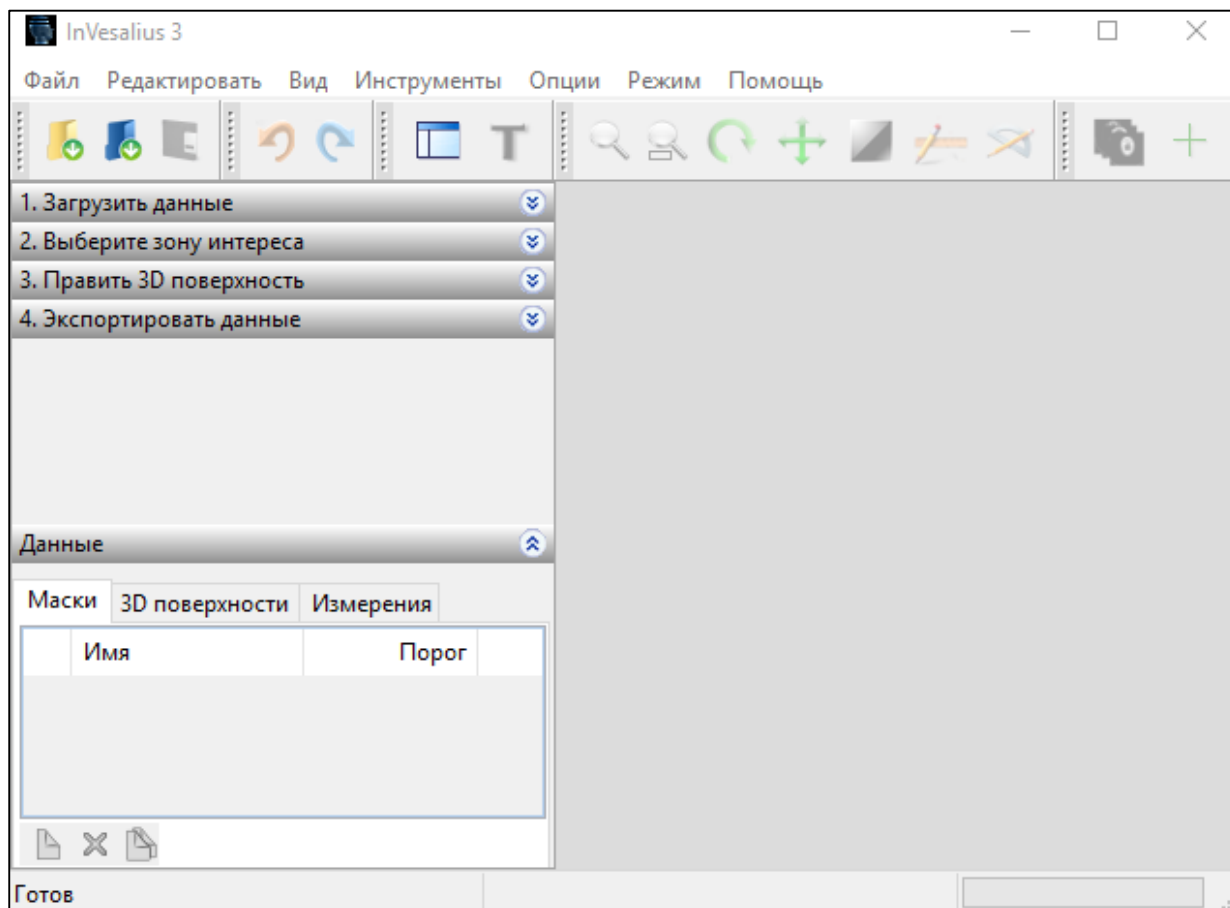 InVesalius 3
Файл Редактировать Вид Инструменты Опции Режим Помощь
1. Загрузить данные
2. Выберите зону интереса
3. Править 3D поверхность
4. Экспортировать данные
Данные
Маски 3D поверхности Измерения
Имя Порог
Готов